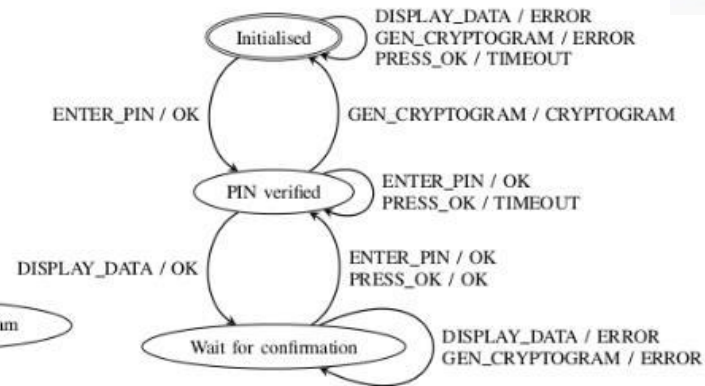 DISPLAY_DATA / ERROR
Initialised
GEN_CRYPTOGRAM / ERROR
PRESS_OK / TIMEOUT
ENTER_PIN / OK
GEN_CRYPTOGRAM / CRYPTOGRAM
PIN verified
ENTER_PIN / OK
PRESS_OK / TIMEOUT
DISPLAY_DATA / OK
ENTER_PIN / OK
PRESS_OK / OK
Wait for confirmation
DISPLAY_DATA / ERROR
GEN_CRYPTOGRAM / ERROR